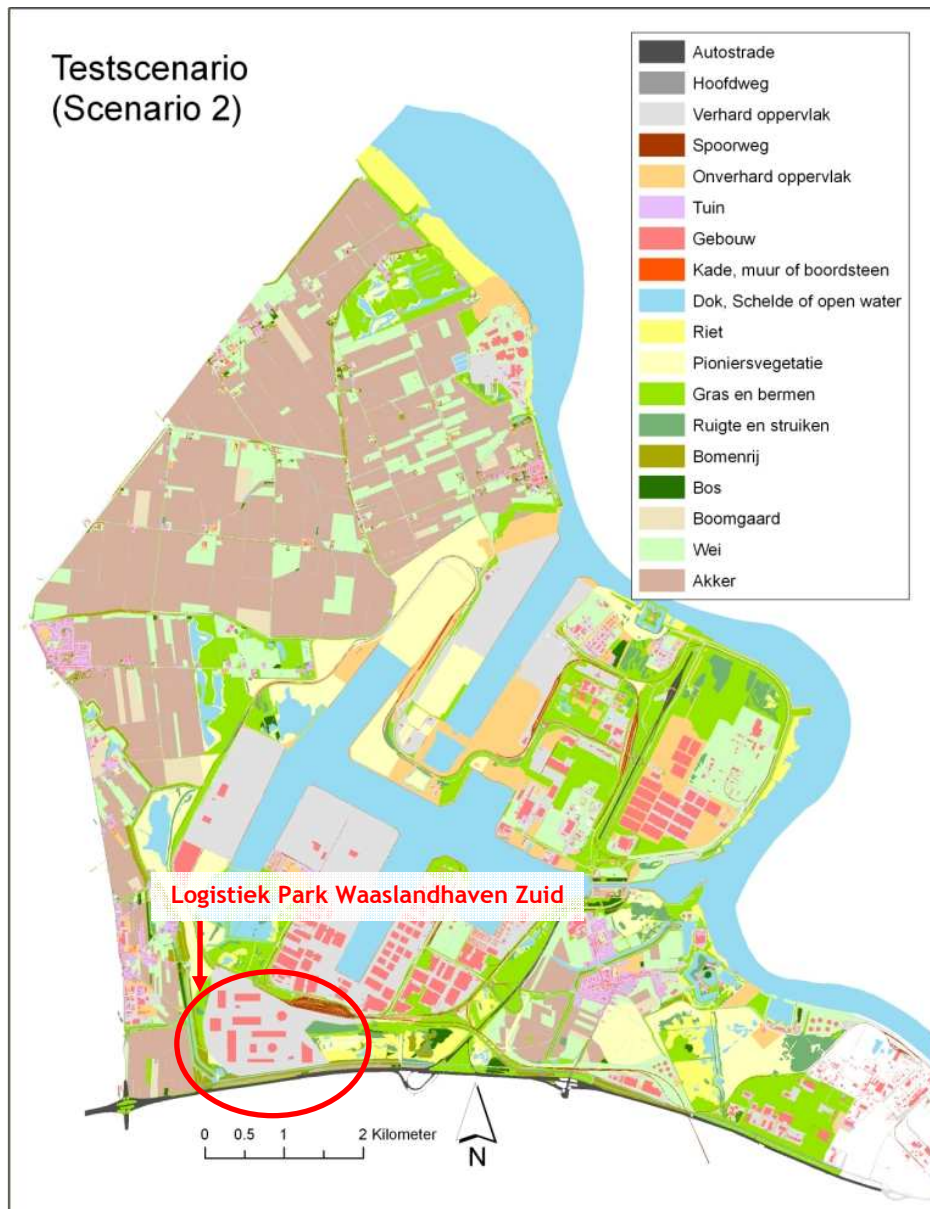 Testscenario
(Scenario 2)
Autostrade
Hoofdweg
Verhard oppervlak
Spoorweg
Onverhard oppervlak
Tuin
Gebouw
Kade, muur of boordsteen
Dok, Schelde of open water
Riet
Pioniersvegetatie
Gras en bermen
Ruigte en struiken
Bomenrij
Bos
Boomgaard
Wei
Akker
Logistiek Park Waaslandhaven Zuid
0 0.5 1 2 Kilometer
N